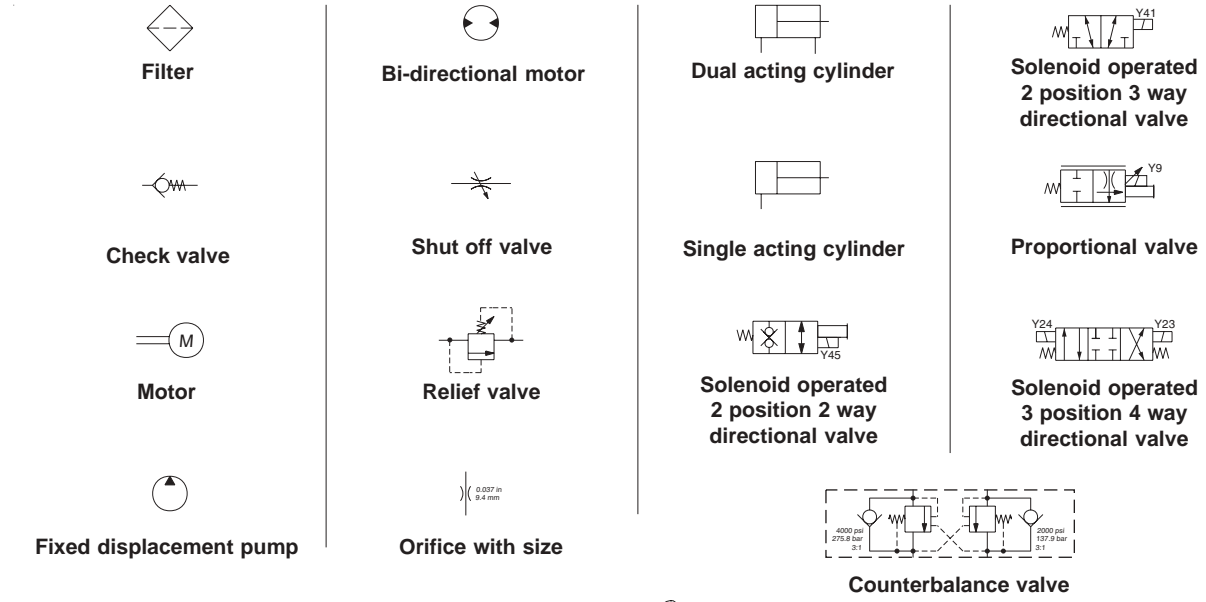 Filter
Bi-directional motor
Dual acting cylinder
Y41
Solenoid operated
2 position 3 way
directional valve
Check valve
Shut off valve
Single acting cylinder
Y9
Proportional valve
M
Motor
Relief valve
Y45
Solenoid operated
2 position 2 way
directional valve
Y24 Y23
Solenoid operated
3 position 4 way
directional valve
Fixed displacement pump
0.037 in
9.4 mm
Orifice with size
4000 psi
275.8 bar
3:1
2000 psi
137.9 bar
3:1
Counterbalance valve